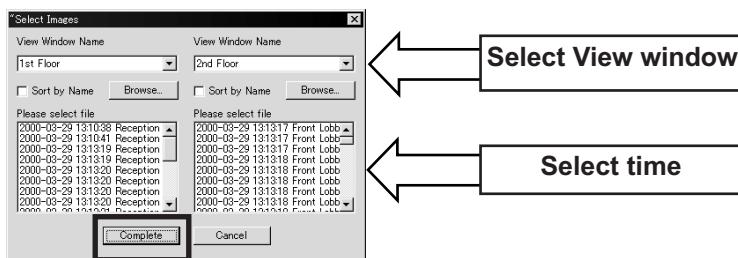 "Select Images
View Window Name
View Window Name
1st Floor
2nd Floor
Sort by Name
Browse...
Sort by Name
Browse...
Please select file
Please select file
2000-03-29 13:10:38 Reception
2000-03-29 13:10:41 Reception
2000-03-29 13:13:19 Reception
2000-03-29 13:13:19 Reception
2000-03-29 13:13:20 Reception
2000-03-29 13:13:20 Reception
2000-03-29 13:13:20 Reception
2000-03-29 13:13:20 Reception
2000-03-29 13:13:17 Front Lobb
2000-03-29 13:13:17 Front Lobb
2000-03-29 13:13:17 Front Lobb
2000-03-29 13:13:18 Front Lobb
2000-03-29 13:13:18 Front Lobb
2000-03-29 13:13:18 Front Lobb
2000-03-29 13:13:18 Front Lobb
2000-03-29 13:13:18 Front Lobb
Complete
Cancel
Select View window
Select time